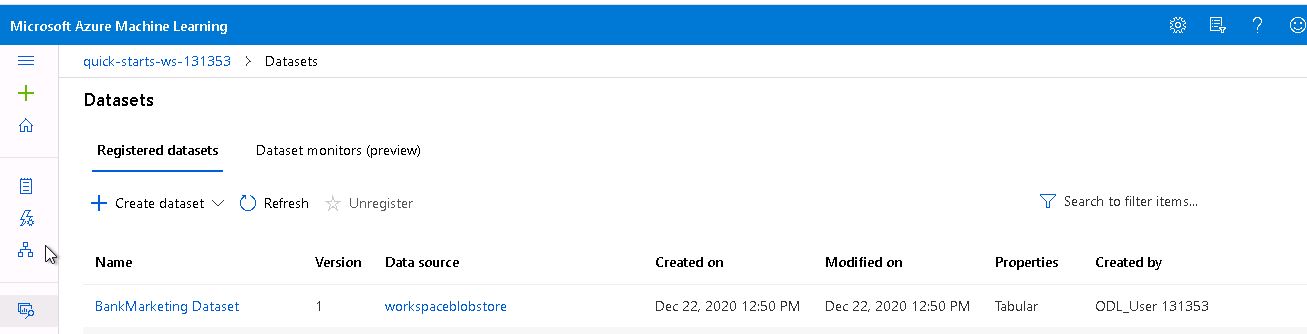 Microsoft Azure Machine Learning
quick-starts-ws-131353 > Datasets
Datasets
Registered datasets Dataset monitors (preview)
Create dataset Refresh Unregister Search to filter items...
Name Version Data source Created on Modified on Properties Created by
BankMarketing Dataset 1 workspaceblobstore Dec 22, 2020 12:50 PM Dec 22, 2020 12:50 PM Tabular ODL_User 131353